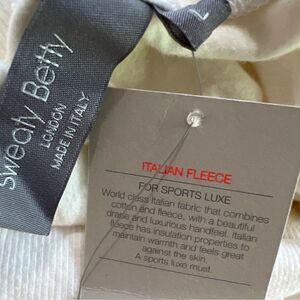 Sweaty Betty
LONDON
MADE IN ITALY
L
ITALIAN FLEECE
FOR SPORTS LUXE
World class Italian fabric that combines
cotton and fleece, with a beautiful
drape and luxurious handfeel. Italian
fleece has insulation properties to
maintain warmth and feels great
against the skin.
A sports luxe must